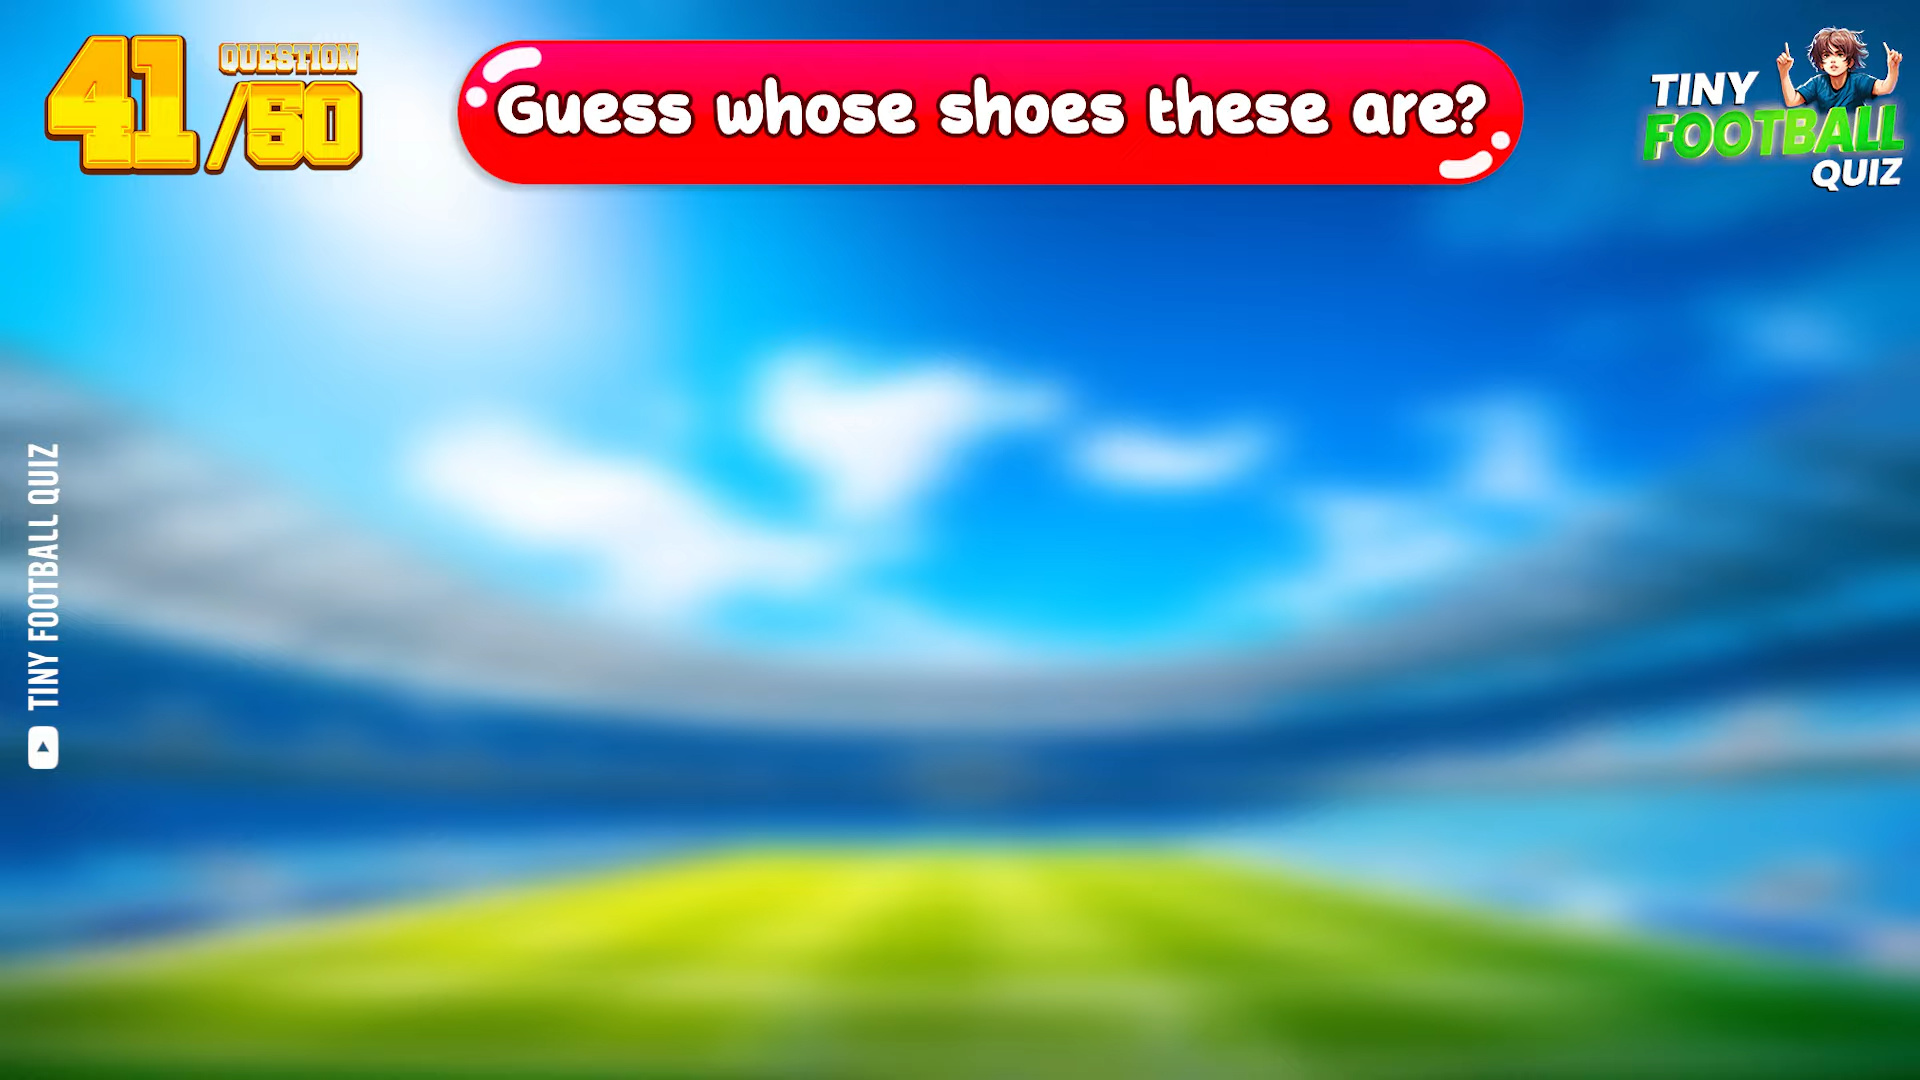 41
QUESTION
/50
Guess whose shoes these are?
TINY
FOOTBALL
QUIZ
TINY FOOTBALL QUIZ